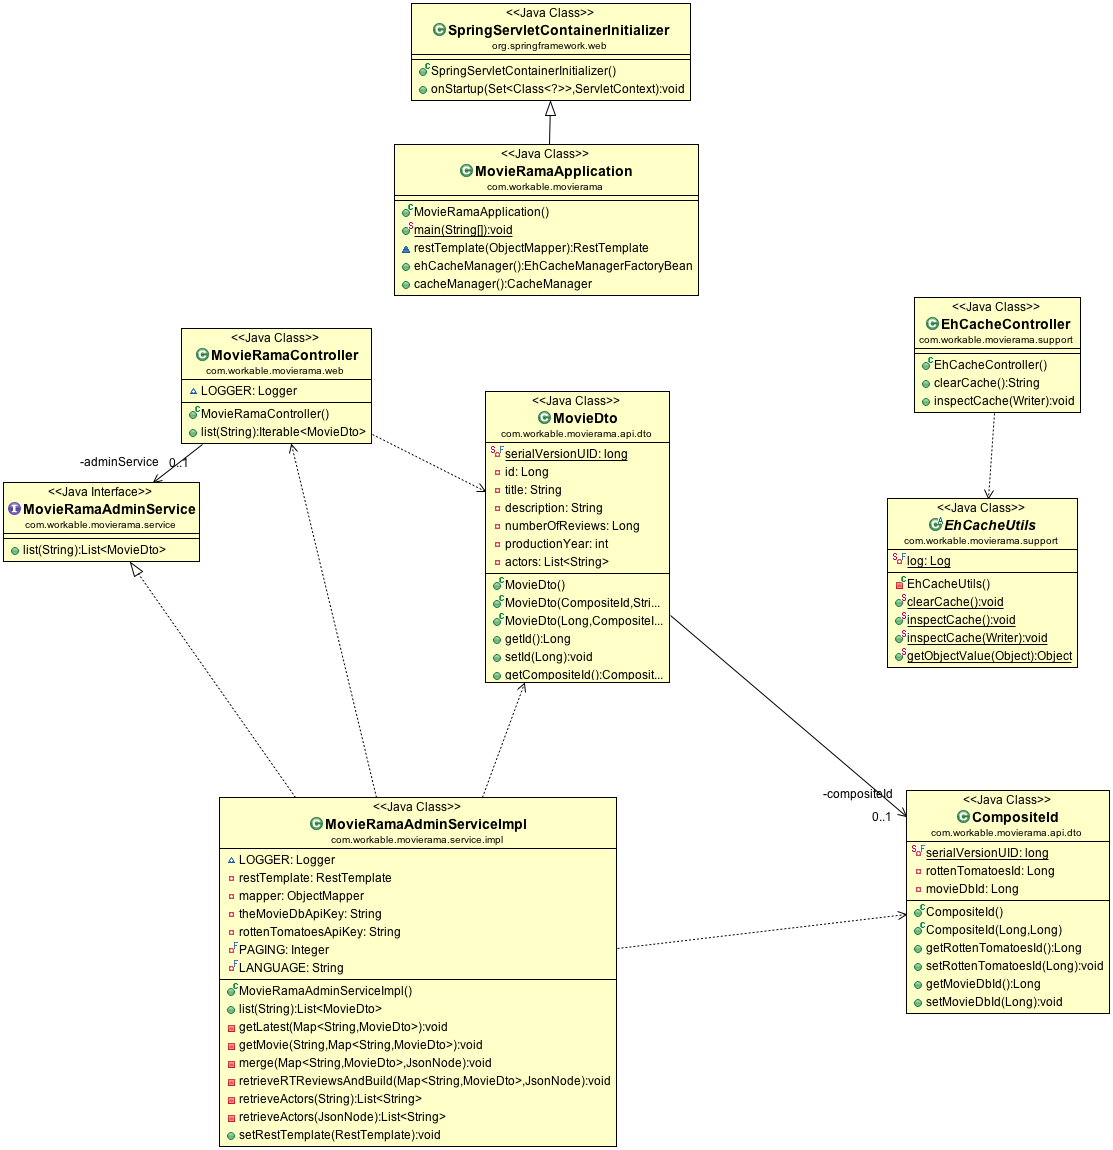 <<Java Class>>
SpringServletContainerInitializer
org.springframework.web
SpringServletContainerInitializer()
onStartup(Set<Class<?>>,ServletContext):void
<<Java Class>>
MovieRamaApplication
com.workable.movierama
MovieRamaApplication()
main(String[]):void
restTemplate(ObjectMapper):RestTemplate
ehCacheManager():EhCacheManagerFactoryBean
cacheManager():CacheManager
<<Java Class>>
EhCacheController
com.workable.movierama.support
EhCacheController()
clearCache():String
inspectCache(Writer):void
<<Java Class>>
MovieRamaController
com.workable.movierama.web
LOGGER: Logger
MovieRamaController()
list(String):Iterable<MovieDto>
-adminService
0..1
<<Java Interface>>
MovieRamaAdminService
com.workable.movierama.service
list(String):List<MovieDto>
<<Java Class>>
MovieDto
com.workable.movierama.api.dto
serialVersionUID: long
id: Long
title: String
description: String
numberOfReviews: Long
productionYear: int
actors: List<String>
MovieDto()
MovieDto(CompositeId,Stri...
MovieDto(Long,CompositeI...
getId():Long
setId(Long):void
getCompositeId():Composit...
<<Java Class>>
EhCacheUtils
com.workable.movierama.support
log: Log
EhCacheUtils()
clearCache():void
inspectCache():void
inspectCache(Writer):void
getObjectValue(Object):Object
-compositeId
0..1
<<Java Class>>
MovieRamaAdminServiceImpl
com.workable.movierama.service.impl
LOGGER: Logger
restTemplate: RestTemplate
mapper: ObjectMapper
theMovieDbApiKey: String
rottenTomatoesApiKey: String
PAGING: Integer
LANGUAGE: String
MovieRamaAdminServiceImpl()
list(String):List<MovieDto>
getLatest(Map<String,MovieDto>):void
getMovie(String,Map<String,MovieDto>):void
merge(Map<String,MovieDto>,JsonNode):void
retrieveRTReviewsAndBuild(Map<String,MovieDto>,JsonNode):void
retrieveActors(String):List<String>
retrieveActors(JsonNode):List<String>
setRestTemplate(RestTemplate):void
<<Java Class>>
CompositeId
com.workable.movierama.api.dto
serialVersionUID: long
rottenTomatoesId: Long
movieDbId: Long
CompositeId()
CompositeId(Long,Long)
getRottenTomatoesId():Long
setRottenTomatoesId(Long):void
getMovieDbId():Long
setMovieDbId(Long):void